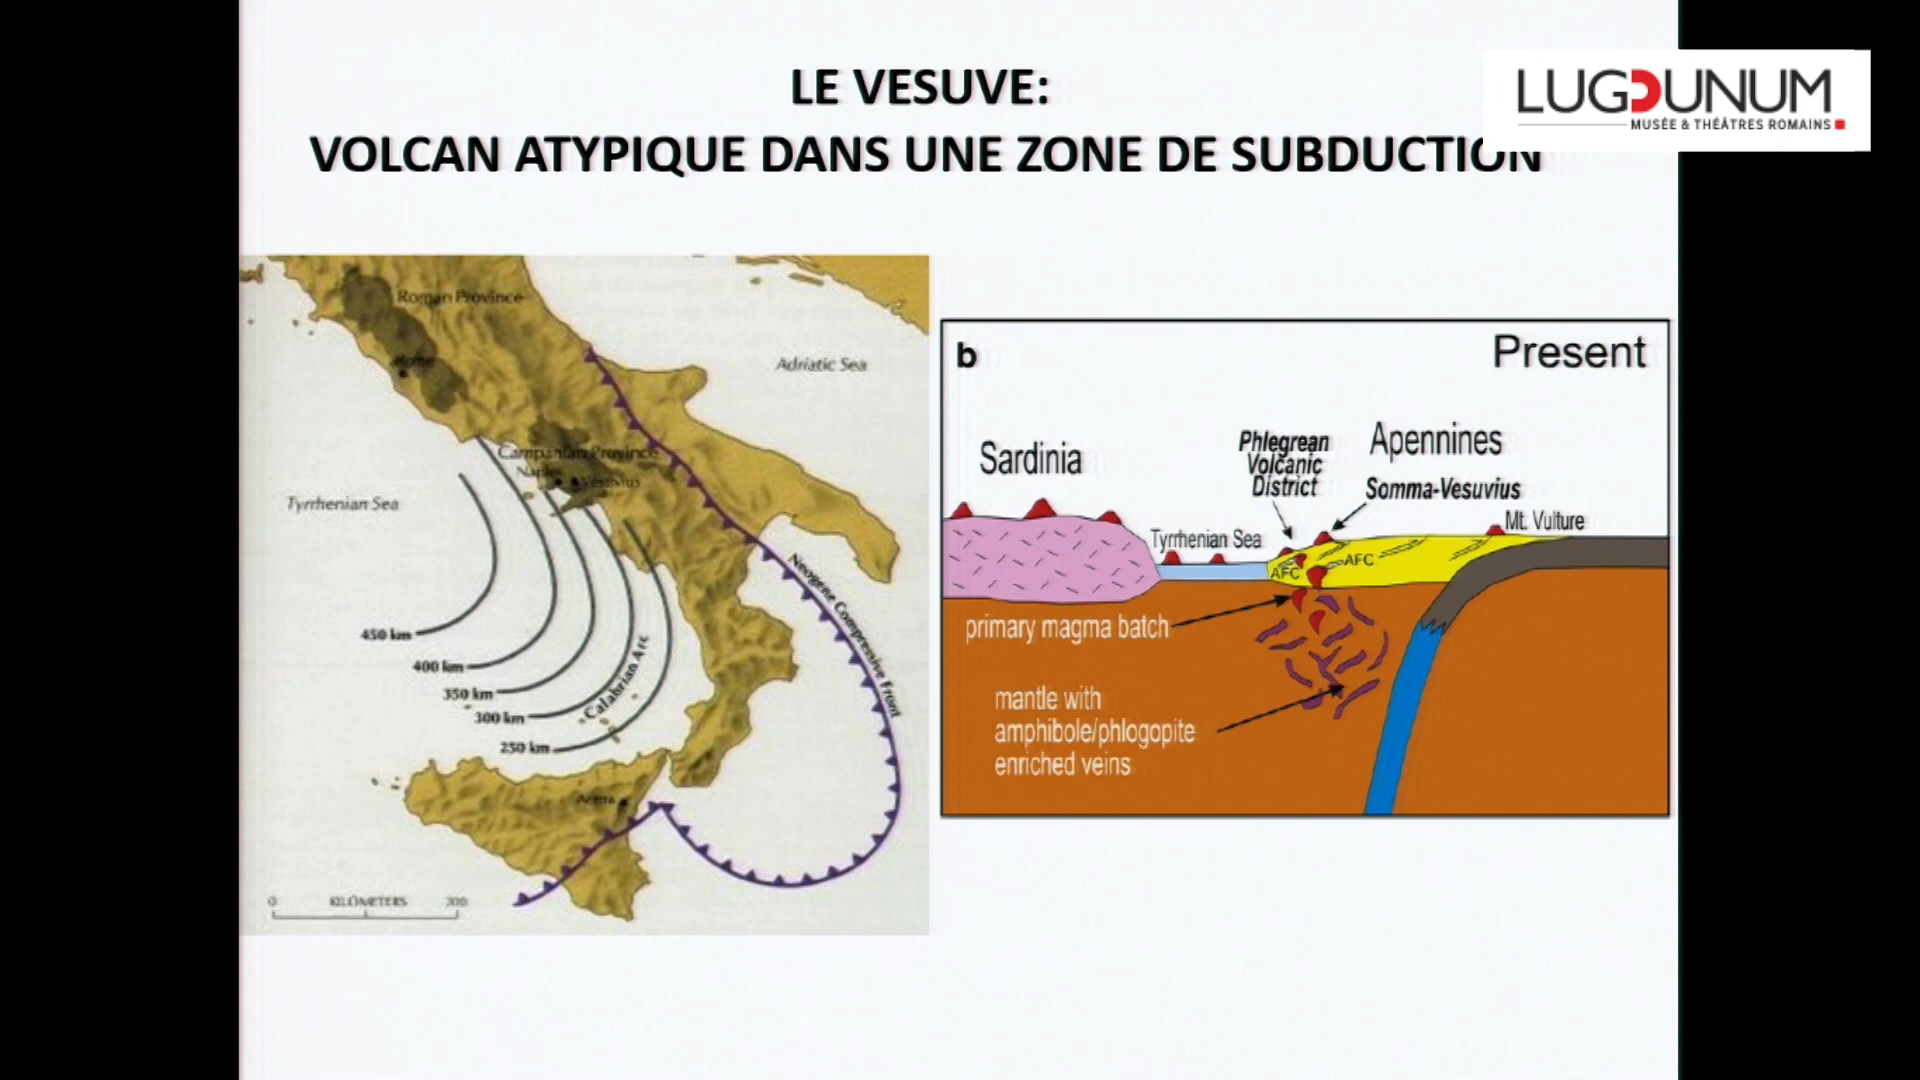 LE VESUVE:
VOLCAN ATYPIQUE DANS UNE ZONE DE SUBDUCTION
LUGDUNUM
MUSÉE & THÉÂTRES ROMAINS
Roman Province
Rome
Adriatic Sea
Campanian Province
Naples
Vesuvius
Tyrrhenian Sea
Neogene Compressive Front
450 km
400 km
350 km
300 km
250 km
Calabrian Arc
Aetna
0 KILOMETERS 200
b
Present
Sardinia
Phlegrean
Volcanic
District
Apennines
Somma-Vesuvius
Mt. Vulture
Tyrrhenian Sea
AFC
AFC
primary magma batch
mantle with
amphibole/phlogopite
enriched veins